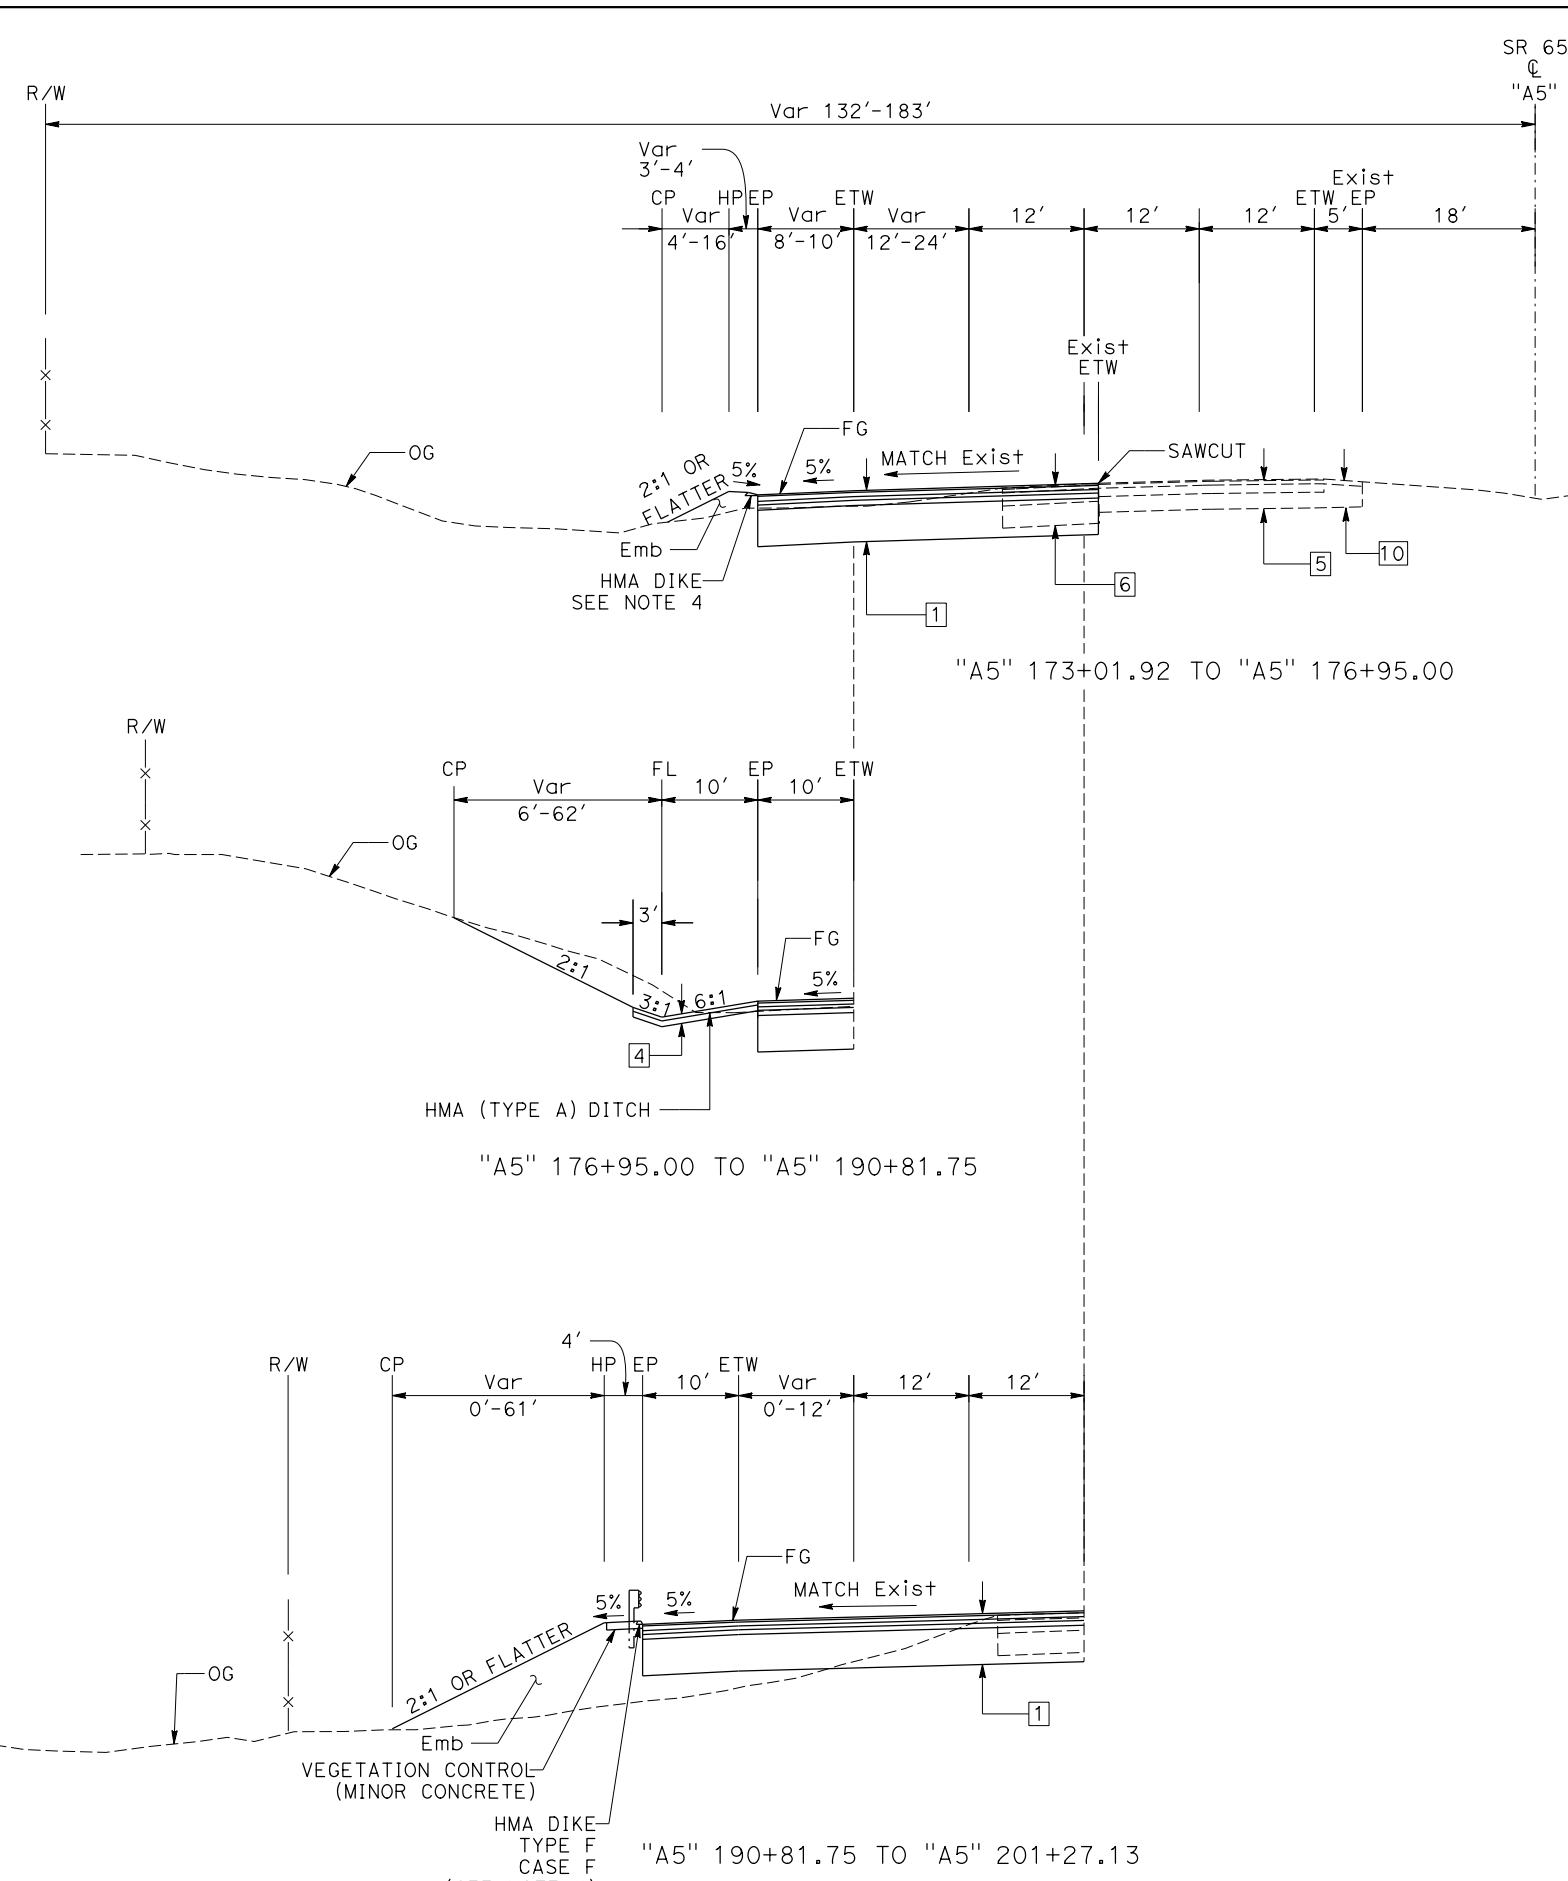 SR 65
℄
"A5"
R/W
Var 132'-183'
Var
3'-4'
Exist
CP HP EP ETW ETW EP
Var Var Var 12' 12' 12' 5' 18'
4'-16' 8'-10' 12'-24'
Exist
ETW
FG
OG
2:1 OR
FLATTER
5%
5%
MATCH Exist
SAWCUT
Emb
HMA DIKE
SEE NOTE 4
5
10
6
1
"A5" 173+01.92 TO "A5" 176+95.00
R/W
CP FL EP ETW
Var 10' 10'
6'-62'
OG
3'
FG
2:1
3:1
6:1
5%
4
HMA (TYPE A) DITCH
"A5" 176+95.00 TO "A5" 190+81.75
4'
R/W CP HP EP ETW
Var 10' Var 12' 12'
0'-61' 0'-12'
FG
5%
5%
MATCH Exist
2:1 OR FLATTER
OG
1
Emb
VEGETATION CONTROL
(MINOR CONCRETE)
HMA DIKE
TYPE F
CASE F
"A5" 190+81.75 TO "A5" 201+27.13